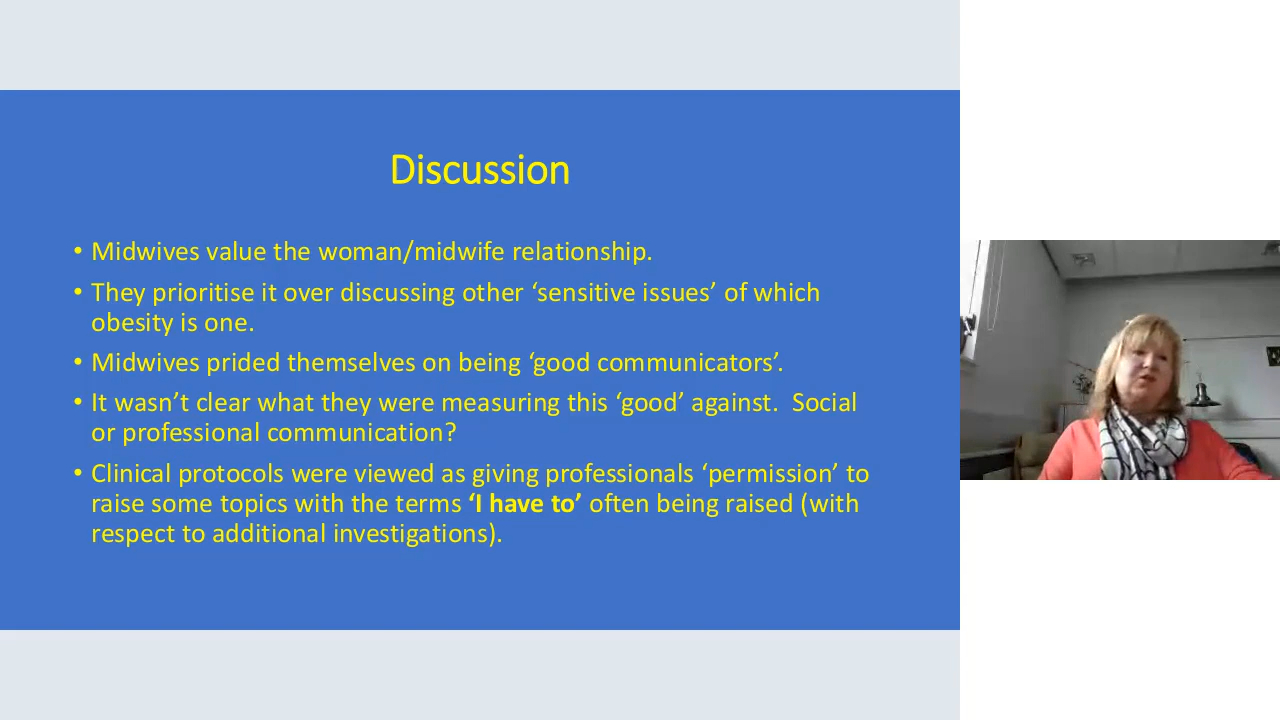 Discussion
• Midwives value the woman/midwife relationship.
• They prioritise it over discussing other ‘sensitive issues’ of which
obesity is one.
• Midwives prided themselves on being ‘good communicators’.
• It wasn’t clear what they were measuring this ‘good’ against.  Social
or professional communication?
• Clinical protocols were viewed as giving professionals ‘permission’ to
raise some topics with the terms ‘I have to’ often being raised (with
respect to additional investigations).